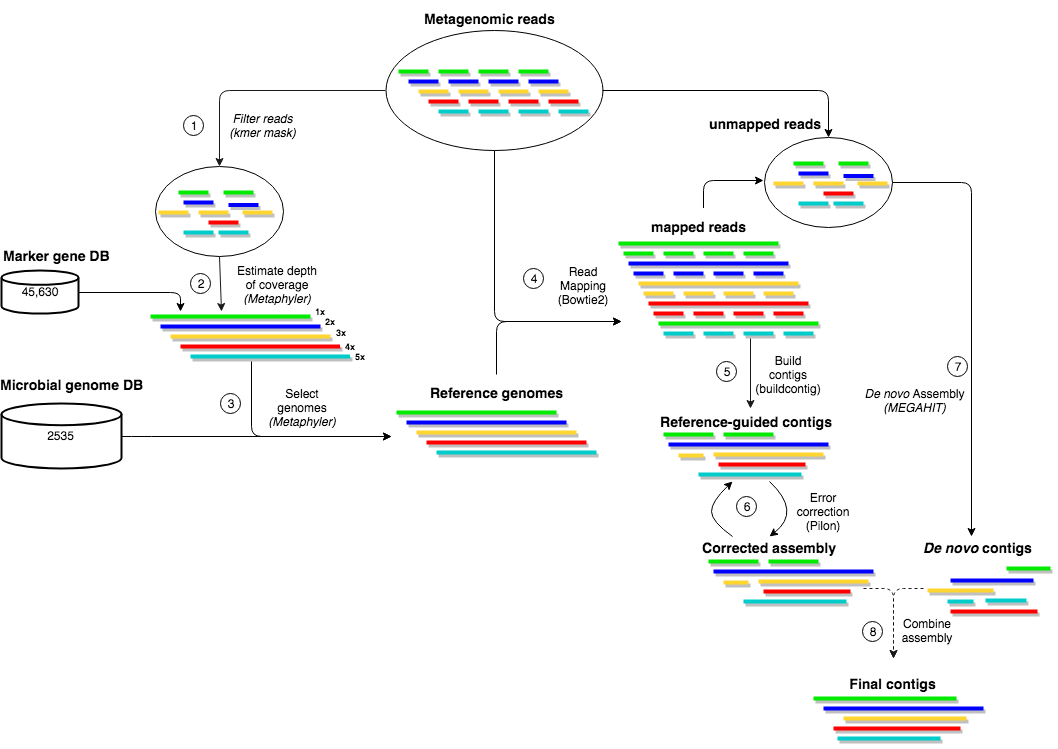 Metagenomic reads
1
Filter reads
(kmer mask)
unmapped reads
Marker gene DB
45,630
2
Estimate depth
of coverage
(Metaphyler)
1x
2x
3x
4x
5x
mapped reads
4
Read
Mapping
(Bowtie2)
Microbial genome DB
2535
3
Select
genomes
(Metaphyler)
Reference genomes
5
Build
contigs
(buildcontig)
7
De novo Assembly
(MEGAHIT)
Reference-guided contigs
6
Error
correction
(Pilon)
Corrected assembly
De novo contigs
8
Combine
assembly
Final contigs